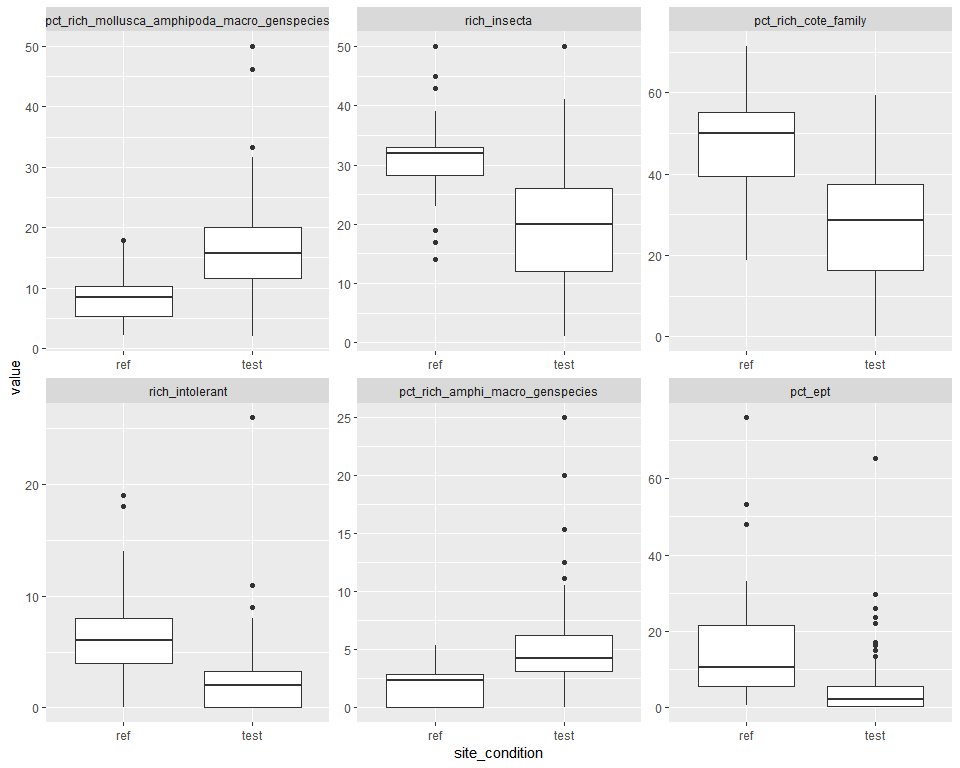 pct_rich_mollusca_amphipoda_macro_genspecies
rich_insecta
pct_rich_cote_family
50
40
30
20
10
0
50
40
30
20
10
0
60
40
20
0
ref
test
ref
test
ref
test
value
rich_intolerant
pct_rich_amphi_macro_genspecies
pct_ept
20
10
0
25
20
15
10
5
0
60
40
20
0
ref
test
ref
test
ref
test
site_condition